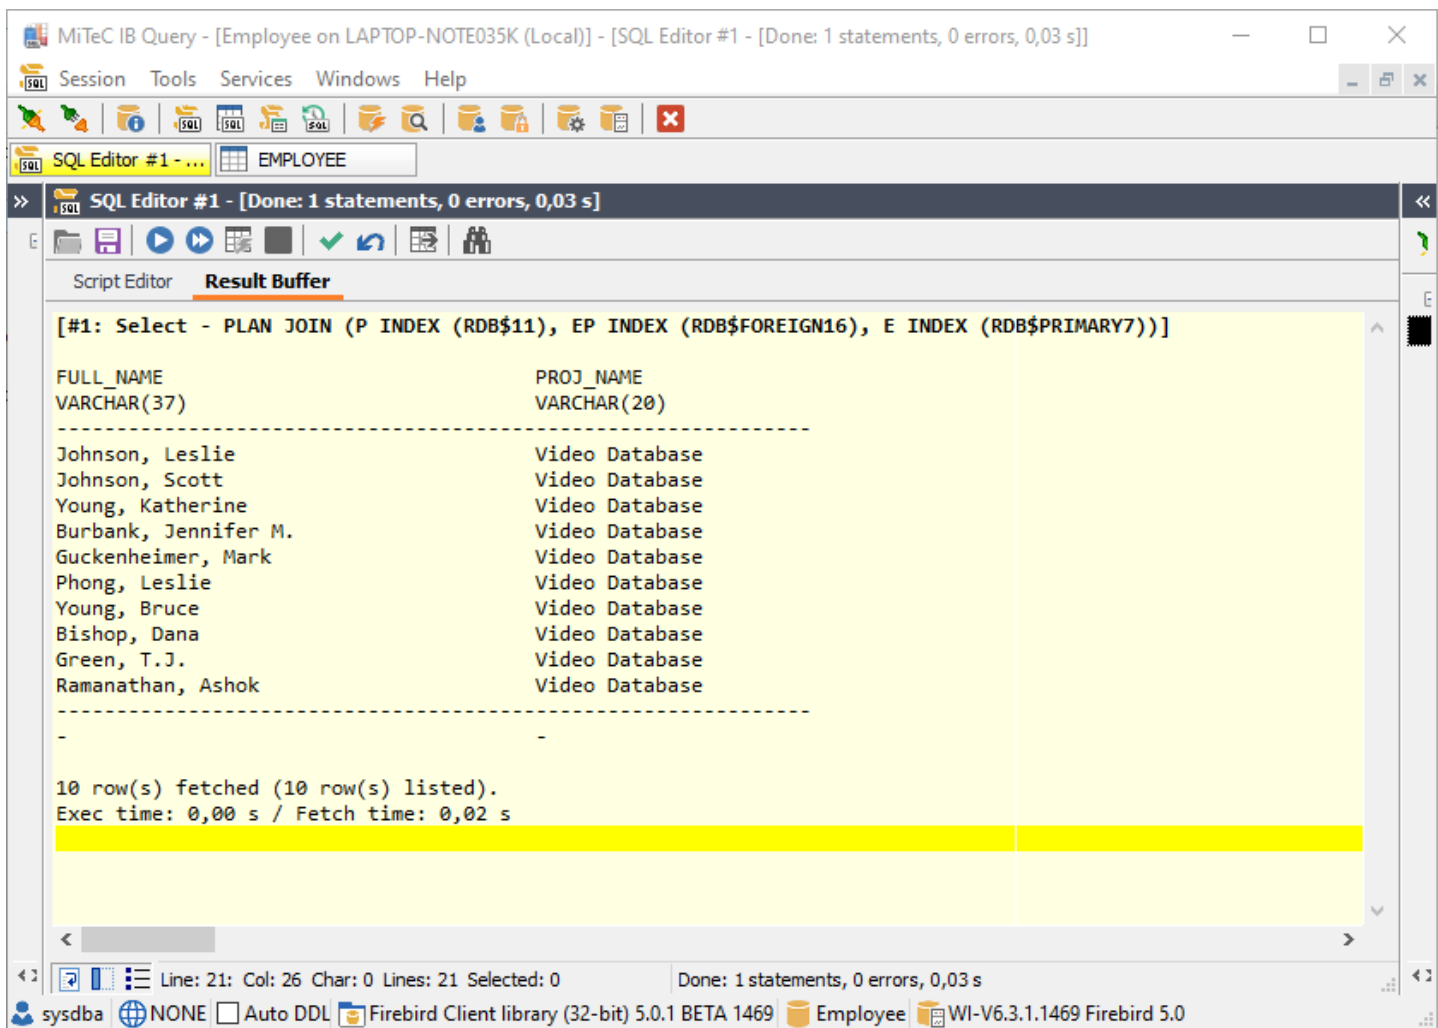 MiTeC IB Query - [Employee on LAPTOP-NOTE035K (Local)] - [SQL Editor #1 - [Done: 1 statements, 0 errors, 0,03 s]]
Session Tools Services Windows Help
SQL Editor #1 - ... EMPLOYEE
SQL Editor #1 - [Done: 1 statements, 0 errors, 0,03 s]
Script Editor Result Buffer
[#1: Select - PLAN JOIN (P INDEX (RDB$11), EP INDEX (RDB$FOREIGN16), E INDEX (RDB$PRIMARY7))]
FULL_NAME PROJ_NAME
VARCHAR(37) VARCHAR(20)
---------------------------------------------------------------
Johnson, Leslie Video Database
Johnson, Scott Video Database
Young, Katherine Video Database
Burbank, Jennifer M. Video Database
Guckenheimer, Mark Video Database
Phong, Leslie Video Database
Young, Bruce Video Database
Bishop, Dana Video Database
Green, T.J. Video Database
Ramanathan, Ashok Video Database
---------------------------------------------------------------
- -
10 row(s) fetched (10 row(s) listed).
Exec time: 0,00 s / Fetch time: 0,02 s
Line: 21: Col: 26 Char: 0 Lines: 21 Selected: 0 Done: 1 statements, 0 errors, 0,03 s
sysdba NONE Auto DDL Firebird Client library (32-bit) 5.0.1 BETA 1469 Employee WI-V6.3.1.1469 Firebird 5.0